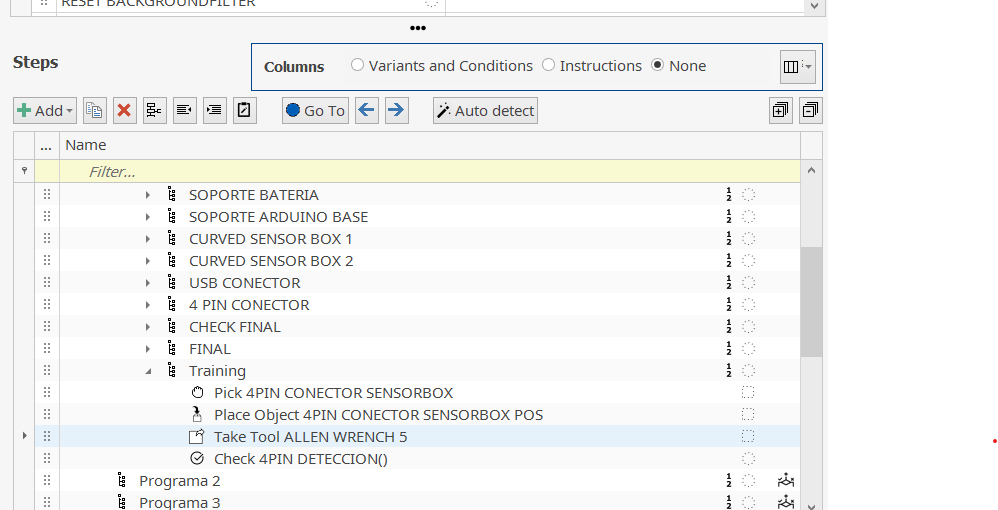 RESET BACKGROUNDFILTER
Steps
Columns Variants and Conditions Instructions None
Add Go To Auto detect
... Name
Filter...
SOPORTE BATERIA
SOPORTE ARDUINO BASE
CURVED SENSOR BOX 1
CURVED SENSOR BOX 2
USB CONECTOR
4 PIN CONECTOR
CHECK FINAL
FINAL
Training
Pick 4PIN CONECTOR SENSORBOX
Place Object 4PIN CONECTOR SENSORBOX POS
Take Tool ALLEN WRENCH 5
Check 4PIN DETECCION()
Programa 2
Programa 3